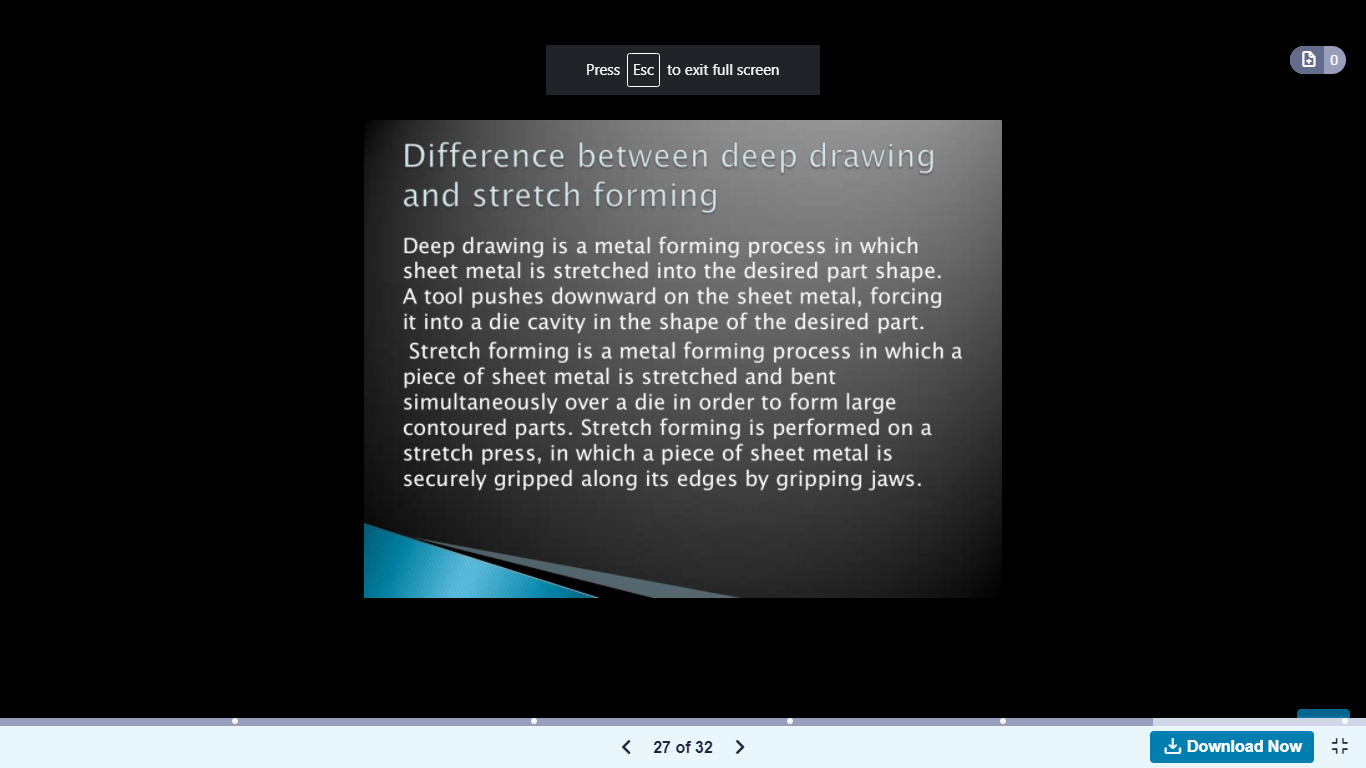 Press Esc to exit full screen
0
Difference between deep drawing
and stretch forming
Deep drawing is a metal forming process in which
sheet metal is stretched into the desired part shape.
A tool pushes downward on the sheet metal, forcing
it into a die cavity in the shape of the desired part.
Stretch forming is a metal forming process in which a
piece of sheet metal is stretched and bent
simultaneously over a die in order to form large
contoured parts. Stretch forming is performed on a
stretch press, in which a piece of sheet metal is
securely gripped along its edges by gripping jaws.
27 of 32
Download Now